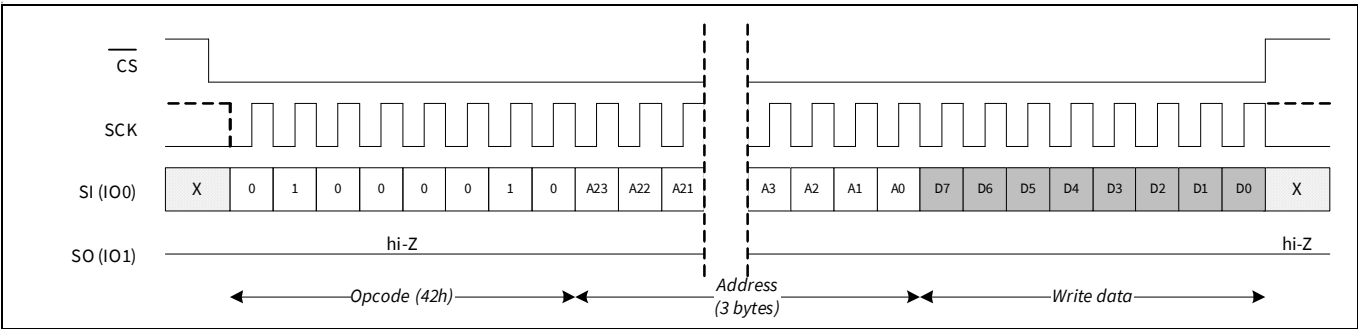 CS
SCK
SI (IO0) X 0 1 0 0 0 0 1 0 A23 A22 A21 A3 A2 A1 A0 D7 D6 D5 D4 D3 D2 D1 D0 X
hi-Z hi-Z
SO (IO1)
Opcode (42h) Address Write data
(3 bytes)